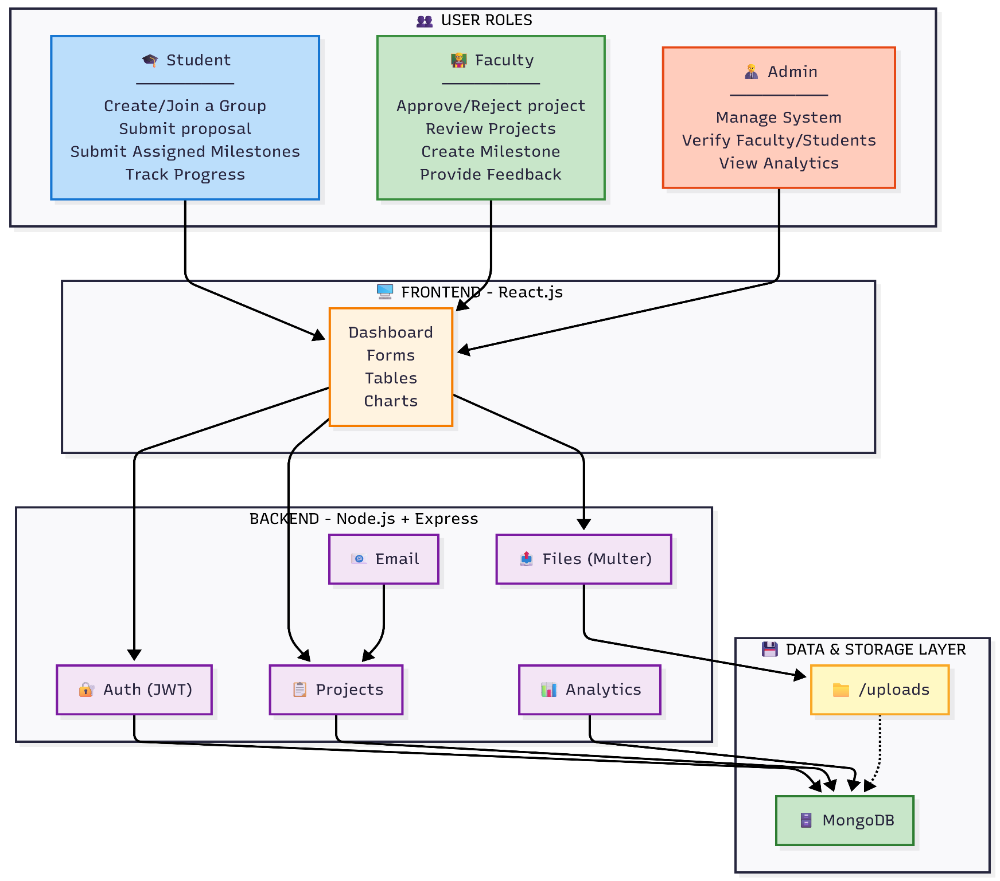 USER ROLES
Student
Create/Join a Group
Submit proposal
Submit Assigned Milestones
Track Progress
Faculty
Approve/Reject project
Review Projects
Create Milestone
Provide Feedback
Admin
Manage System
Verify Faculty/Students
View Analytics
FRONTEND - React.js
Dashboard
Forms
Tables
Charts
BACKEND - Node.js + Express
Email
Files (Multer)
Auth (JWT)
Projects
Analytics
DATA & STORAGE LAYER
/uploads
MongoDB